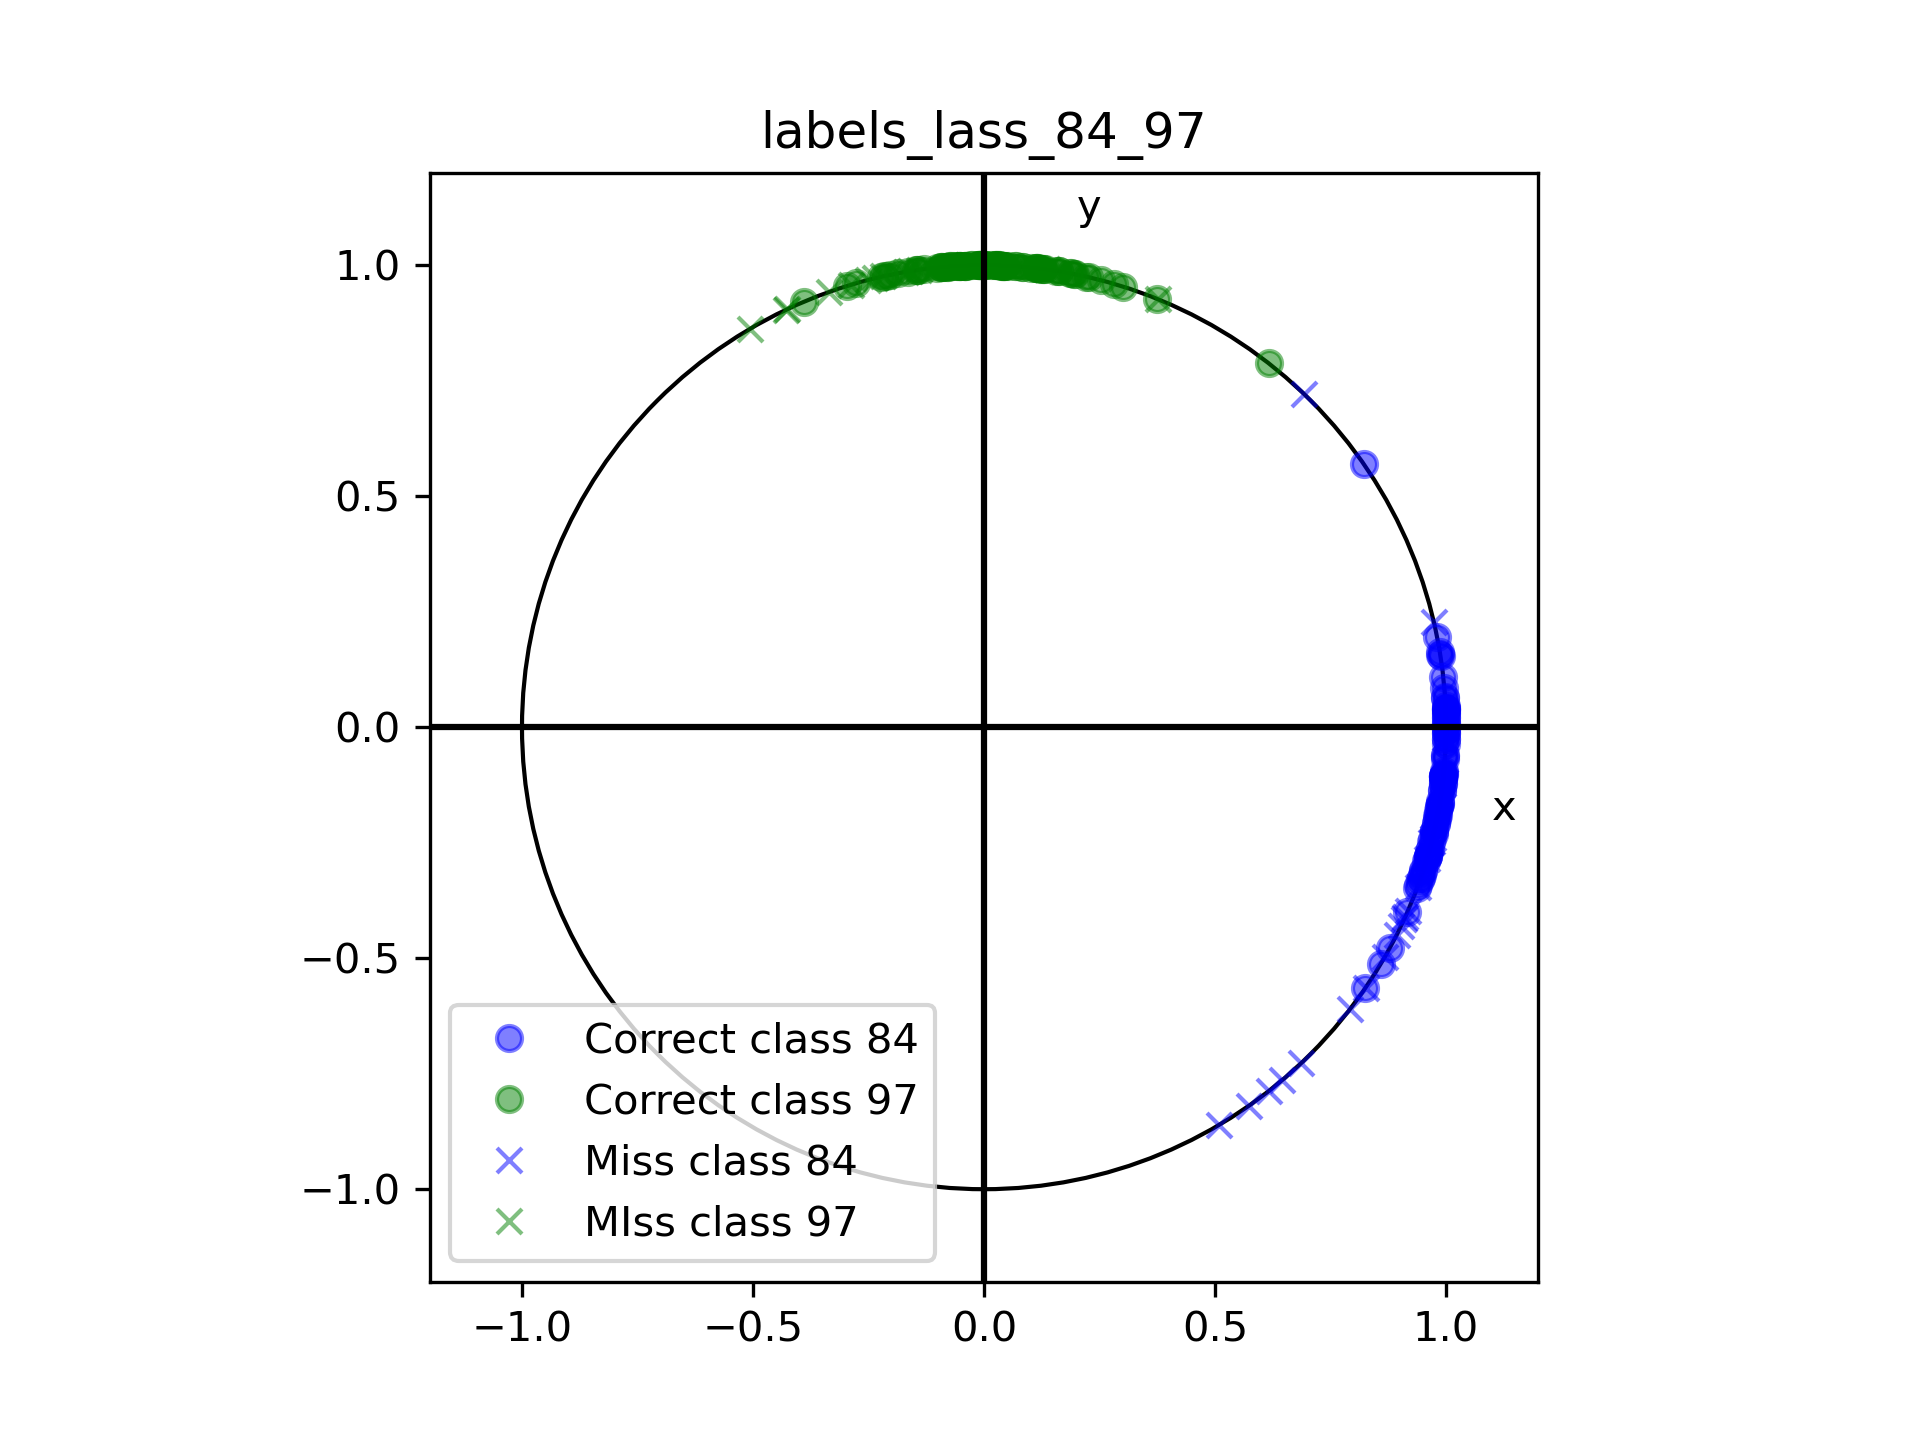 labels_lass_84_97
y
1.0
0.5
0.0
x
−0.5
−1.0
Correct class 84
Correct class 97
Miss class 84
MIss class 97
−1.0 −0.5 0.0 0.5 1.0